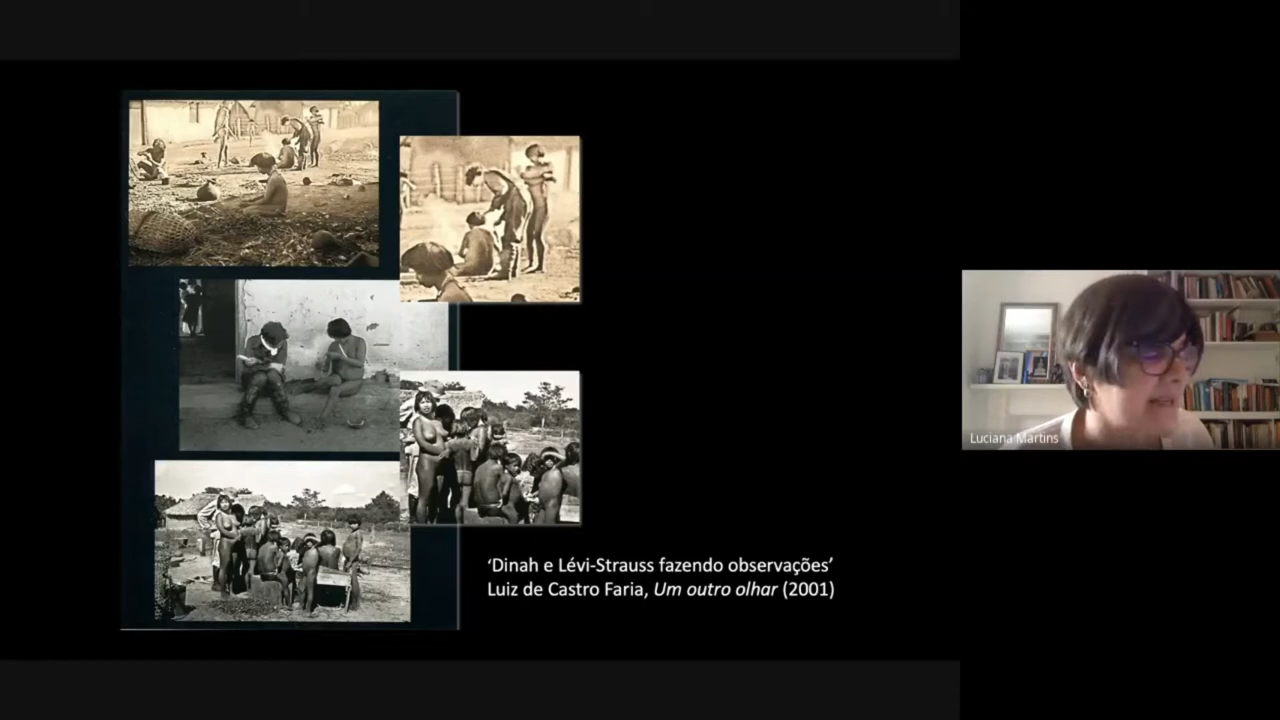 ‘Dinah e Lévi-Strauss fazendo observações’
Luiz de Castro Faria, Um outro olhar (2001)
Luciana Martins